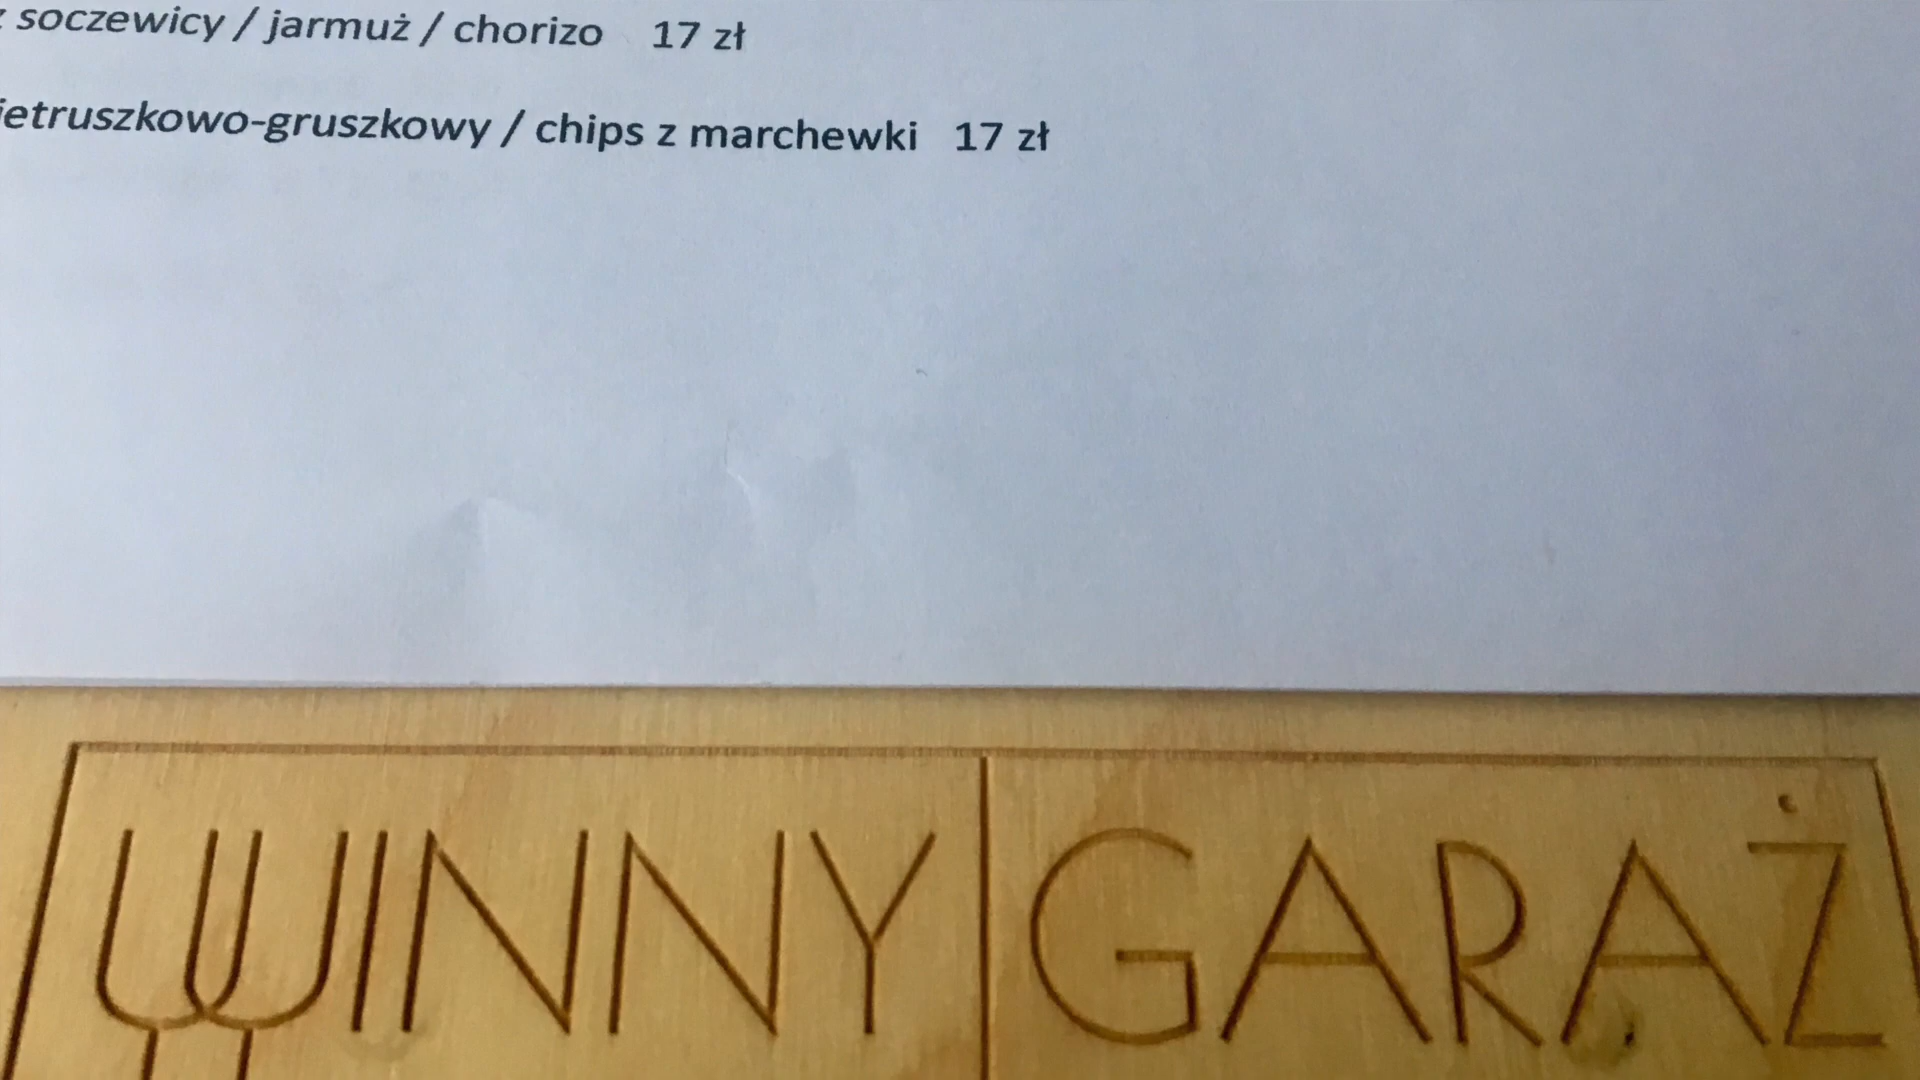 soczewicy / jarmuż / chorizo 17 zł
ietruszkowo-gruszkowy / chips z marchewki 17 zł
WINNY GARAŻ